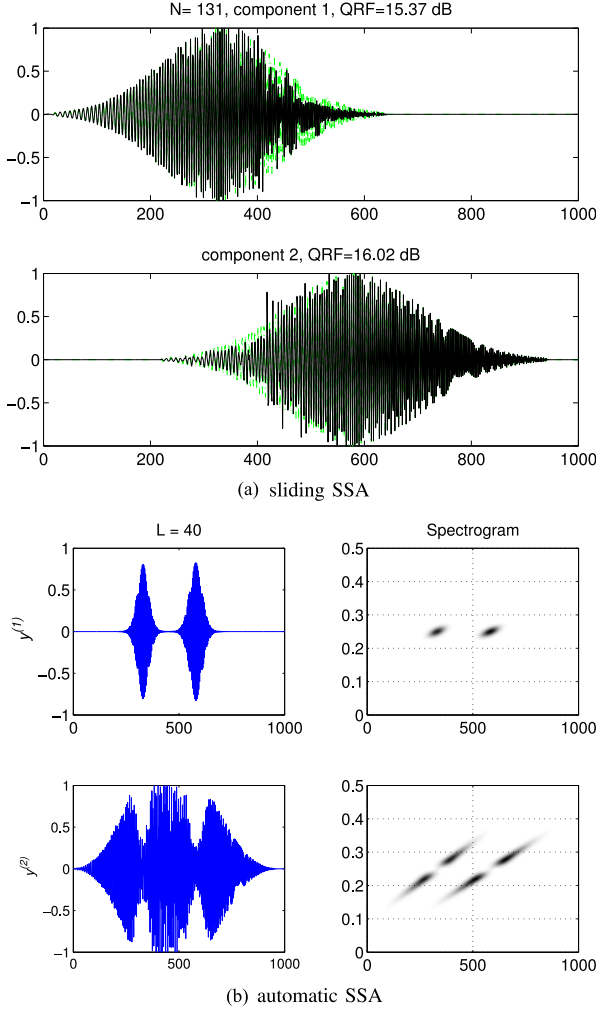 N= 131, component 1, QRF=15.37 dB
1
0.5
0
−0.5
−1
0 200 400 600 800 1000
component 2, QRF=16.02 dB
1
0.5
0
−0.5
−1
0 200 400 600 800 1000
(a) sliding SSA
L = 40
1
0.5
0
−0.5
−1
y(1)
0 500 1000
Spectrogram
0.5
0.4
0.3
0.2
0.1
0
0 500 1000
1
0.5
0
−0.5
−1
y(2)
0 500 1000
0.5
0.4
0.3
0.2
0.1
0
0 500 1000
(b) automatic SSA